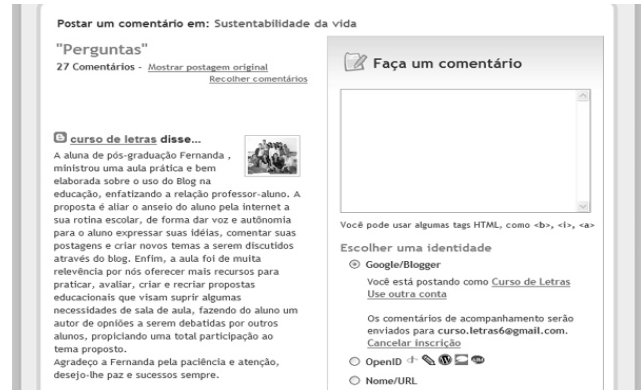 Postar um comentário em: Sustentabilidade da vida
"Perguntas"
27 Comentários - Mostrar postagem original
Recolher comentários
curso de letras disse...
A aluna de pós-graduação Fernanda ,
ministrou uma aula prática e bem
elaborada sobre o uso do Blog na
educação, enfatizando a relação professor-aluno. A
proposta é aliar o anseio do aluno pela internet a
sua rotina escolar, de forma dar voz e autônomia
para o aluno expressar suas idéias, comentar suas
postagens e criar novos temas a serem discutidos
através do blog. Enfim, a aula foi de muita
relevência por nós oferecer mais recursos para
praticar, avaliar, criar e recriar propostas
educacionais que visam suprir algumas
necessidades de sala de aula, fazendo do aluno um
autor de opniões a serem debatidas por outros
alunos, propiciando uma total participação ao
tema proposto.
Agradeço a Fernanda pela paciência e atenção,
desejo-lhe paz e sucessos sempre.
Faça um comentário
Você pode usar algumas tags HTML, como <b>, <i>, <a>
Escolher uma identidade
Google/Blogger
Você está postando como Curso de Letras
Use outra conta
Os comentários de acompanhamento serão
enviados para curso.letras6@gmail.com.
Cancelar inscrição
OpenID
Nome/URL